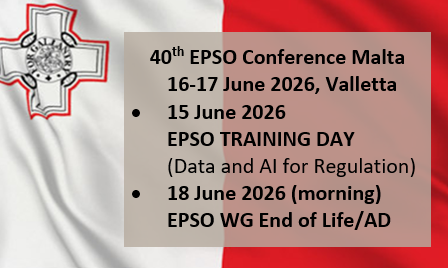 40th EPSO Conference Malta
16-17 June 2026, Valletta
• 15 June 2026
EPSO TRAINING DAY
(Data and AI for Regulation)
• 18 June 2026 (morning)
EPSO WG End of Life/AD